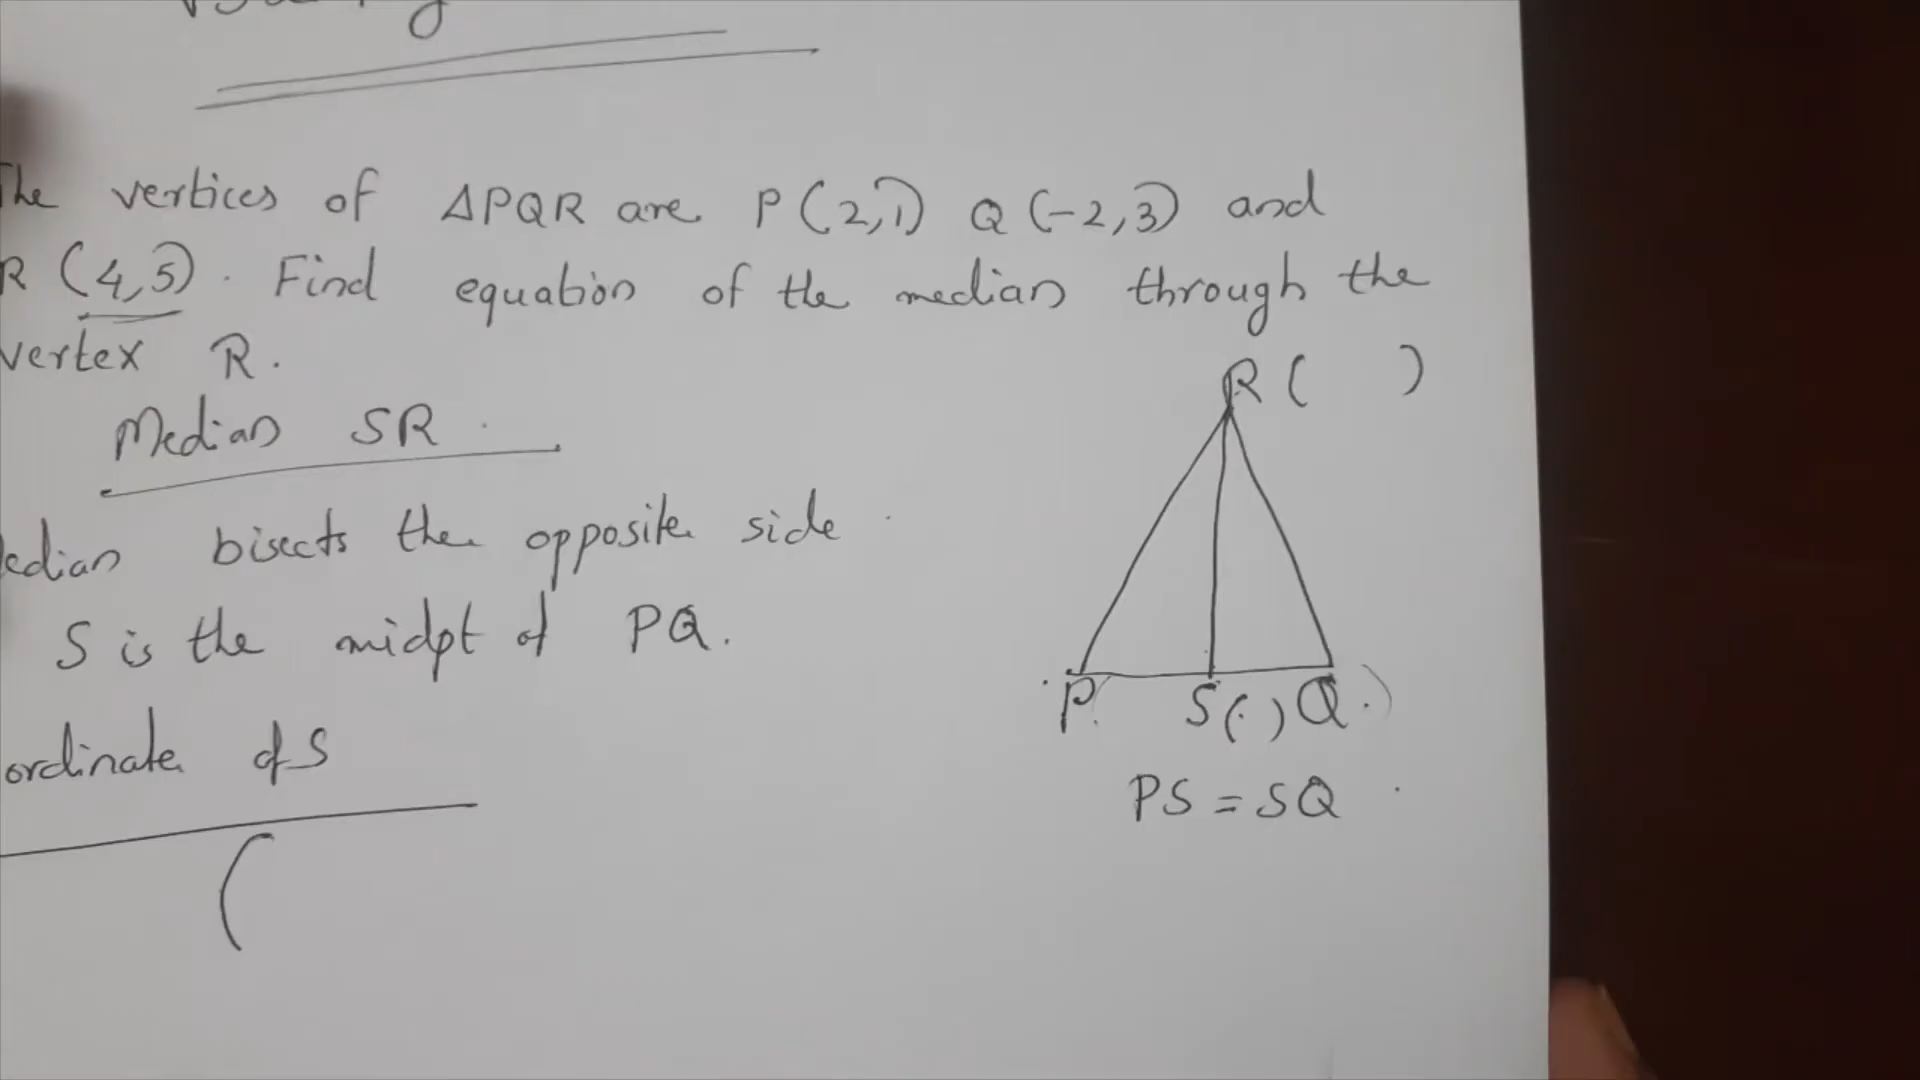 The vertices of ΔPQR are P(2,1) Q(-2,3) and
R (4,5). Find equation of the median through the
vertex R.
R ( )
Median SR.
edian bisects the opposite side.
S is the midpt of PQ.
P. S(.) Q.)
ordinate of S
PS = SQ
(